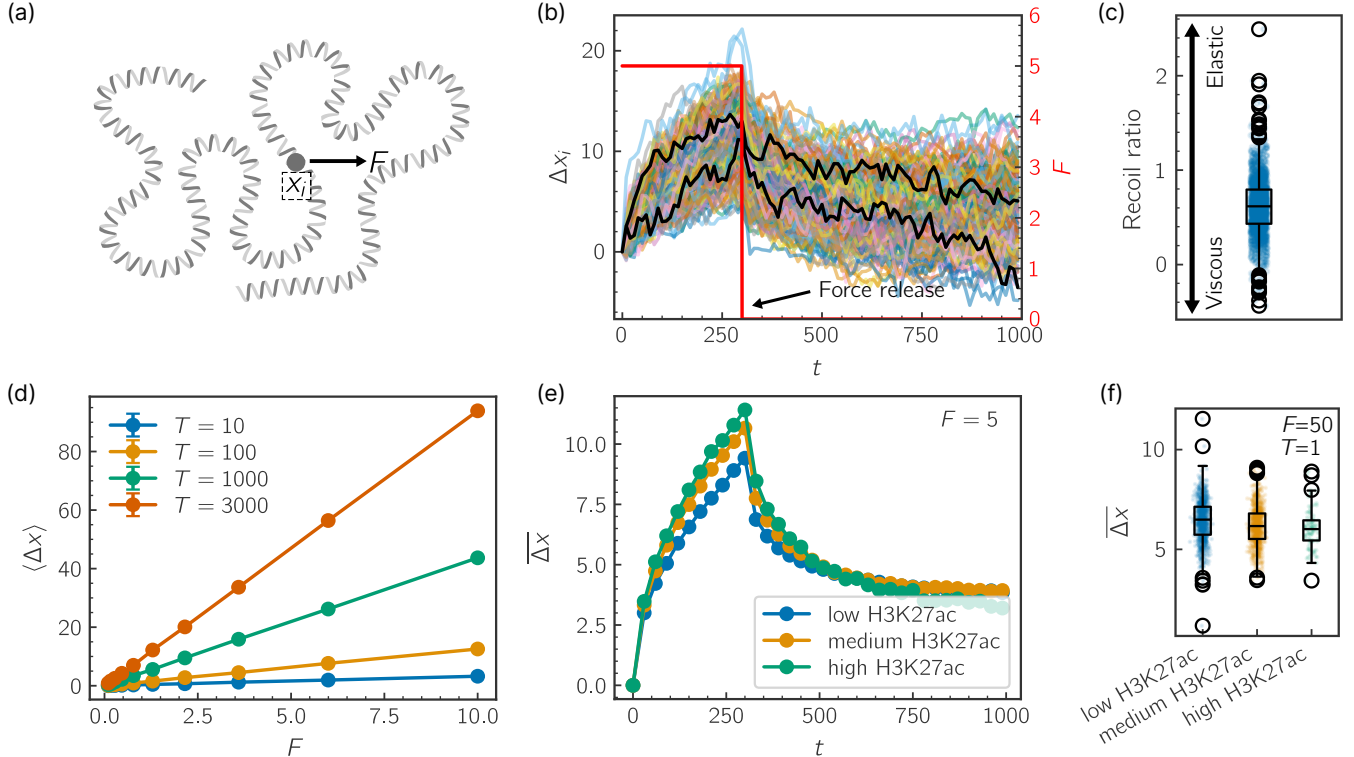 (a)
F
x_i
(b)
Δx_i
20
10
0
0
250
500
750
1000
t
6
5
4
3
2
1
0
F
Force release
(c)
Recoil ratio
2
1
0
Elastic
Viscous
(d)
⟨Δx⟩
80
60
40
20
0
0.0
2.5
5.0
7.5
10.0
F
T = 10
T = 100
T = 1000
T = 3000
(e)
F = 5
Δx̅
10.0
7.5
5.0
2.5
0.0
0
250
500
750
1000
t
low H3K27ac
medium H3K27ac
high H3K27ac
(f)
F=50
T=1
Δx̅
10
5
low H3K27ac
medium H3K27ac
high H3K27ac